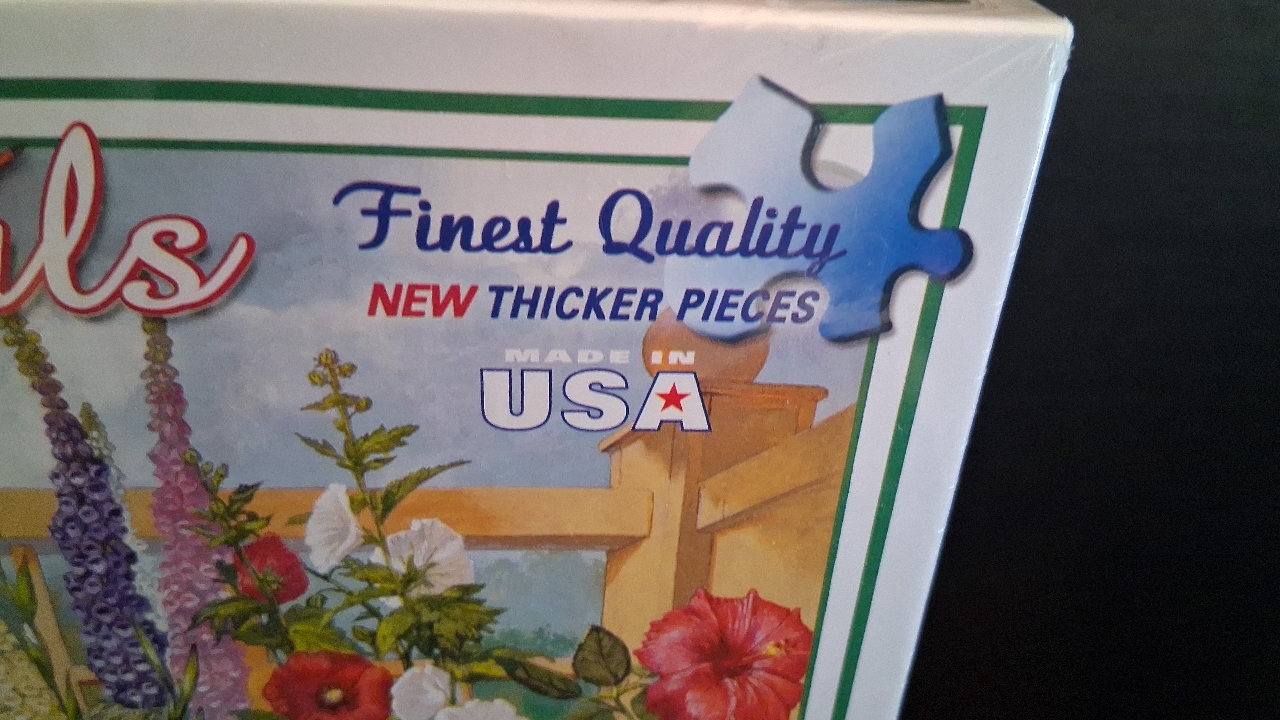 Finest Quality
NEW THICKER PIECES
MADE IN
USA